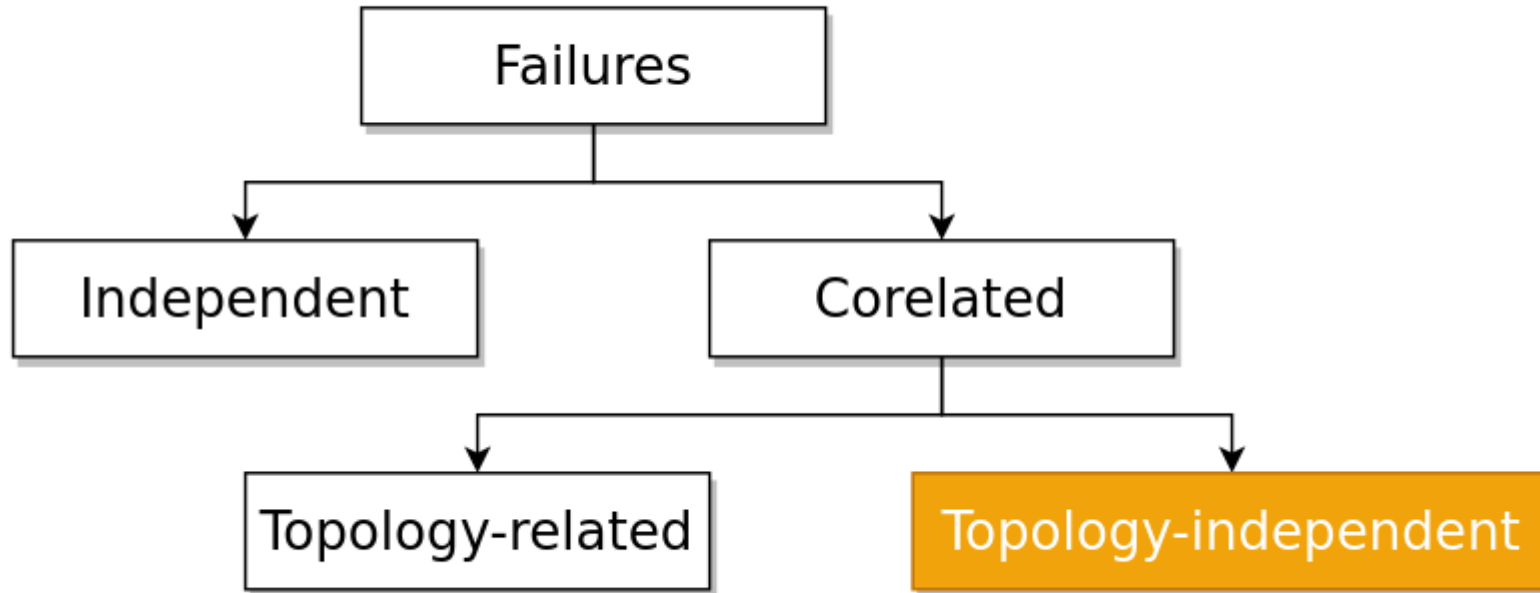 Failures
Independent
Corelated
Topology-related
Topology-independent